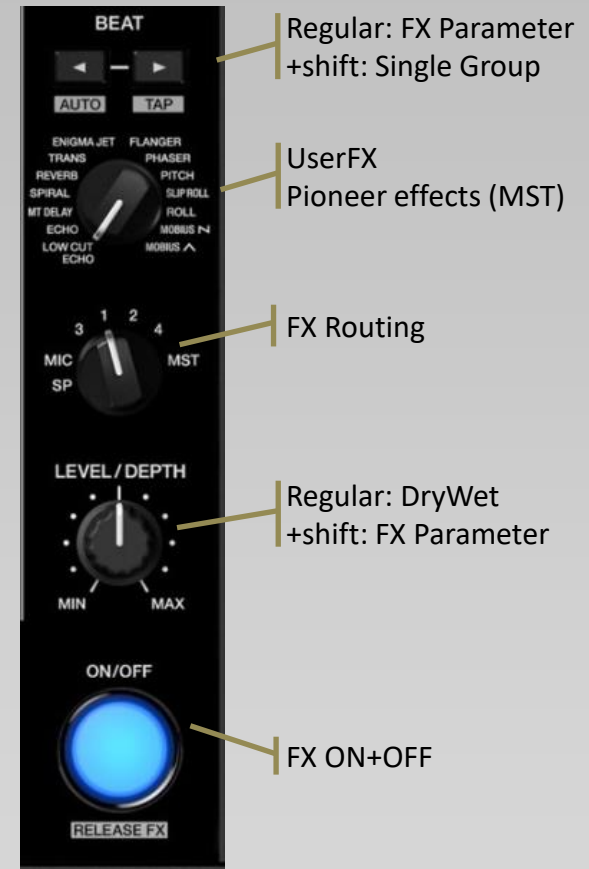 BEAT
Regular: FX Parameter
+shift: Single Group
AUTO TAP
ENIGMA JET FLANGER
TRANS PHASER
REVERB PITCH
SPIRAL SLIP ROLL
MT DELAY ROLL
ECHO MOBIUS
LOW CUT ECHO MOBIUS
UserFX
Pioneer effects (MST)
3 1 2 4
MIC MST
SP
FX Routing
LEVEL/DEPTH
MIN MAX
Regular: DryWet
+shift: FX Parameter
ON/OFF
FX ON+OFF
RELEASE FX